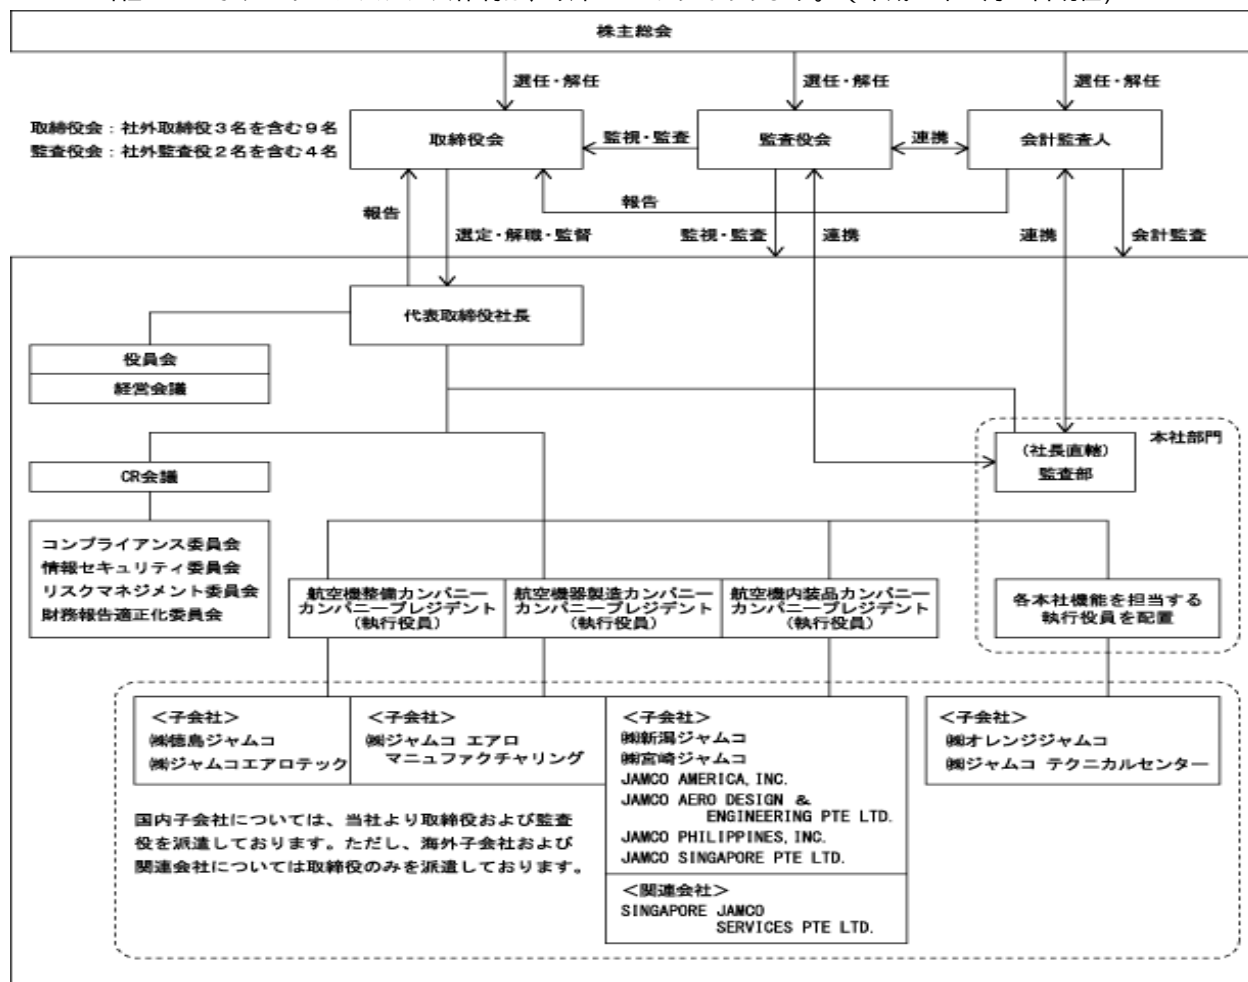 株主総会
選任・解任
選任・解任
選任・解任
取締役会：社外取締役３名を含む９名
監査役会：社外監査役２名を含む４名
取締役会
監視・監査
監査役会
連携
会計監査人
報告
報告
選定・解職・監督
監視・監査
連携
連携
会計監査
代表取締役社長
役員会
経営会議
本社部門
(社長直轄)
監査部
CR会議
コンプライアンス委員会
情報セキュリティ委員会
リスクマネジメント委員会
財務報告適正化委員会
航空機整備カンパニー
カンパニープレジデント
(執行役員)
航空機器製造カンパニー
カンパニープレジデント
(執行役員)
航空機内装品カンパニー
カンパニープレジデント
(執行役員)
各本社機能を担当する
執行役員を配置
＜子会社＞
㈱徳島ジャムコ
㈱ジャムコエアロテック
＜子会社＞
㈱ジャムコ エアロ
マニュファクチャリング
＜子会社＞
㈱新潟ジャムコ
㈱宮崎ジャムコ
JAMCO AMERICA, INC.
JAMCO AERO DESIGN &
ENGINEERING PTE LTD.
JAMCO PHILIPPINES, INC.
JAMCO SINGAPORE PTE LTD.
＜関連会社＞
SINGAPORE JAMCO
SERVICES PTE LTD.
＜子会社＞
㈱オレンジジャムコ
㈱ジャムコ テクニカルセンター
国内子会社については、当社より取締役および監査
役を派遣しております。ただし、海外子会社および
関連会社については取締役のみを派遣しております。